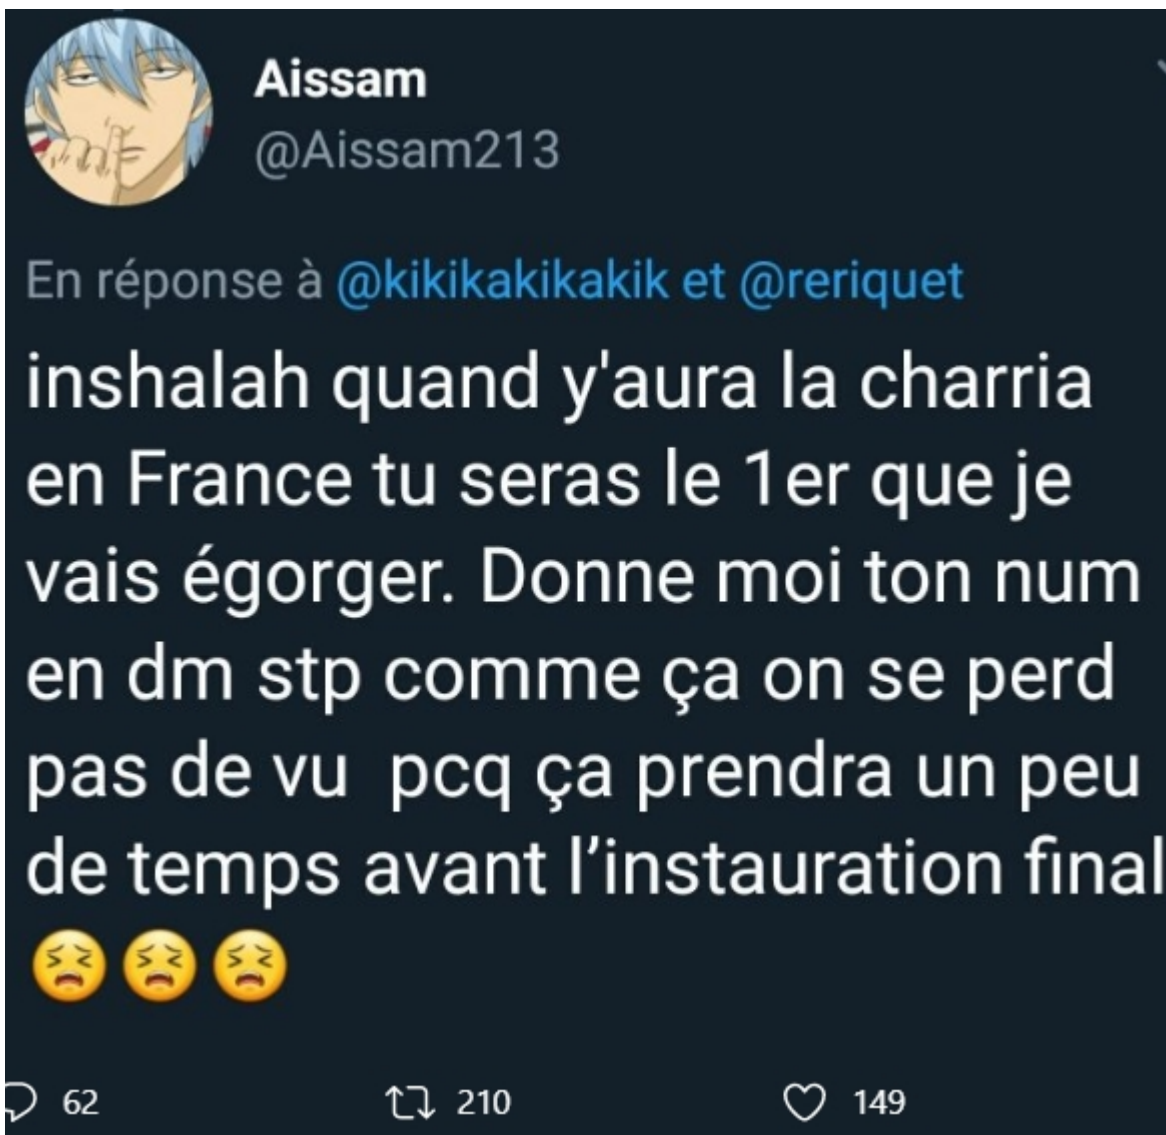 Aissam
@Aissam213
En réponse à @kikikakikakik et @reriquet
inshalah quand y'aura la charria
en France tu seras le 1er que je
vais égorger. Donne moi ton num
en dm stp comme ça on se perd
pas de vu  pcq ça prendra un peu
de temps avant l’instauration final
😣😣😣
62 210 149